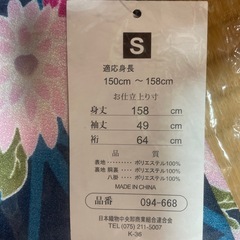 S
適応身長
150cm ～ 158cm
お仕立上り寸
身丈 158 cm
袖丈 49 cm
裄 64 cm
品 質
表地 ポリエステル100%
裏地 胴裏 ポリエステル100%
八掛 ポリエステル100%
MADE IN CHINA
品番 094-668
日本織物中央卸商業組合連合会
TEL (075) 211-5007
K-36